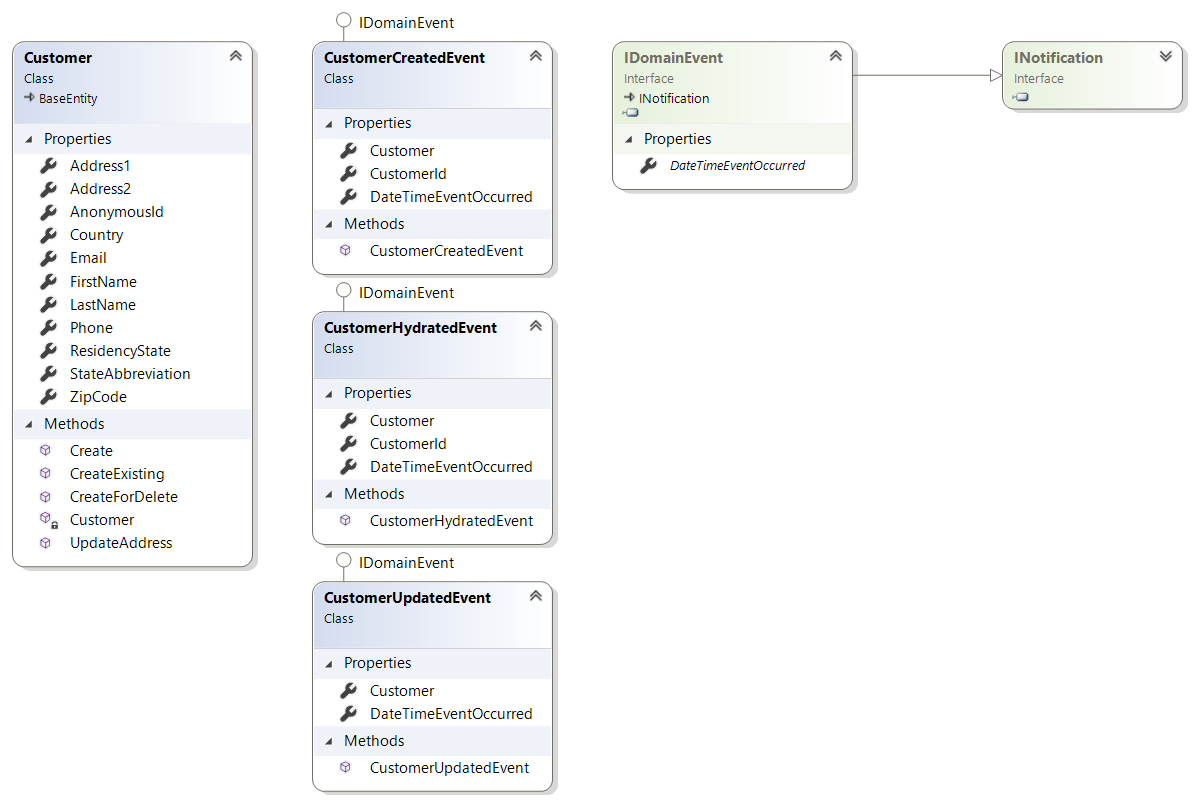 Customer
Class
BaseEntity
Properties
Address1
Address2
AnonymousId
Country
Email
FirstName
LastName
Phone
ResidencyState
StateAbbreviation
ZipCode
Methods
Create
CreateExisting
CreateForDelete
Customer
UpdateAddress
IDomainEvent
CustomerCreatedEvent
Class
Properties
Customer
CustomerId
DateTimeEventOccurred
Methods
CustomerCreatedEvent
IDomainEvent
CustomerHydratedEvent
Class
Properties
Customer
CustomerId
DateTimeEventOccurred
Methods
CustomerHydratedEvent
IDomainEvent
CustomerUpdatedEvent
Class
Properties
Customer
DateTimeEventOccurred
Methods
CustomerUpdatedEvent
IDomainEvent
Interface
INotification
Properties
DateTimeEventOccurred
INotification
Interface